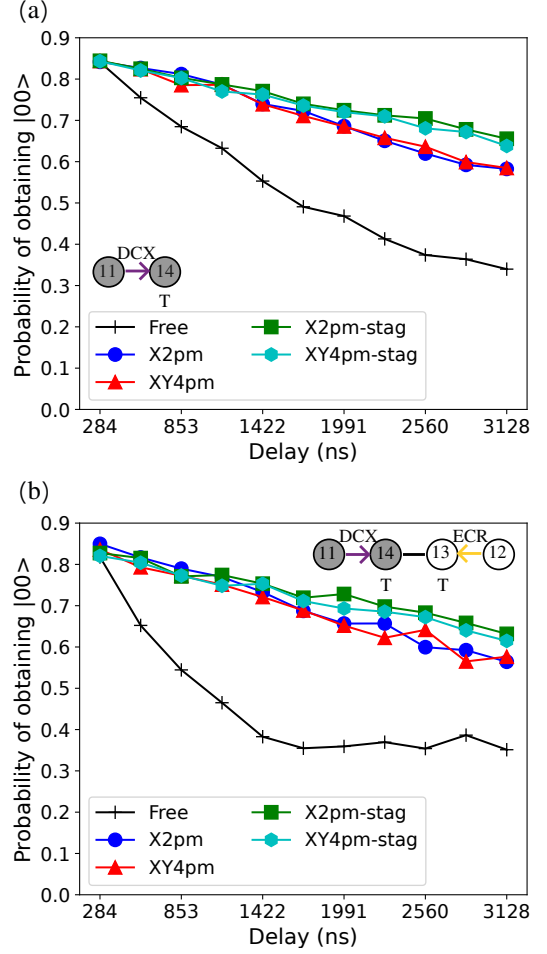 (a)
Probability of obtaining |00>
0.9
0.8
0.7
0.6
0.5
0.4
0.3
0.2
0.1
0.0
DCX
11
14
T
Free
X2pm
XY4pm
X2pm-stag
XY4pm-stag
284
853
1422
1991
2560
3128
Delay (ns)
(b)
Probability of obtaining |00>
0.9
0.8
0.7
0.6
0.5
0.4
0.3
0.2
0.1
0.0
DCX
ECR
11
14
13
12
T
T
Free
X2pm
XY4pm
X2pm-stag
XY4pm-stag
284
853
1422
1991
2560
3128
Delay (ns)